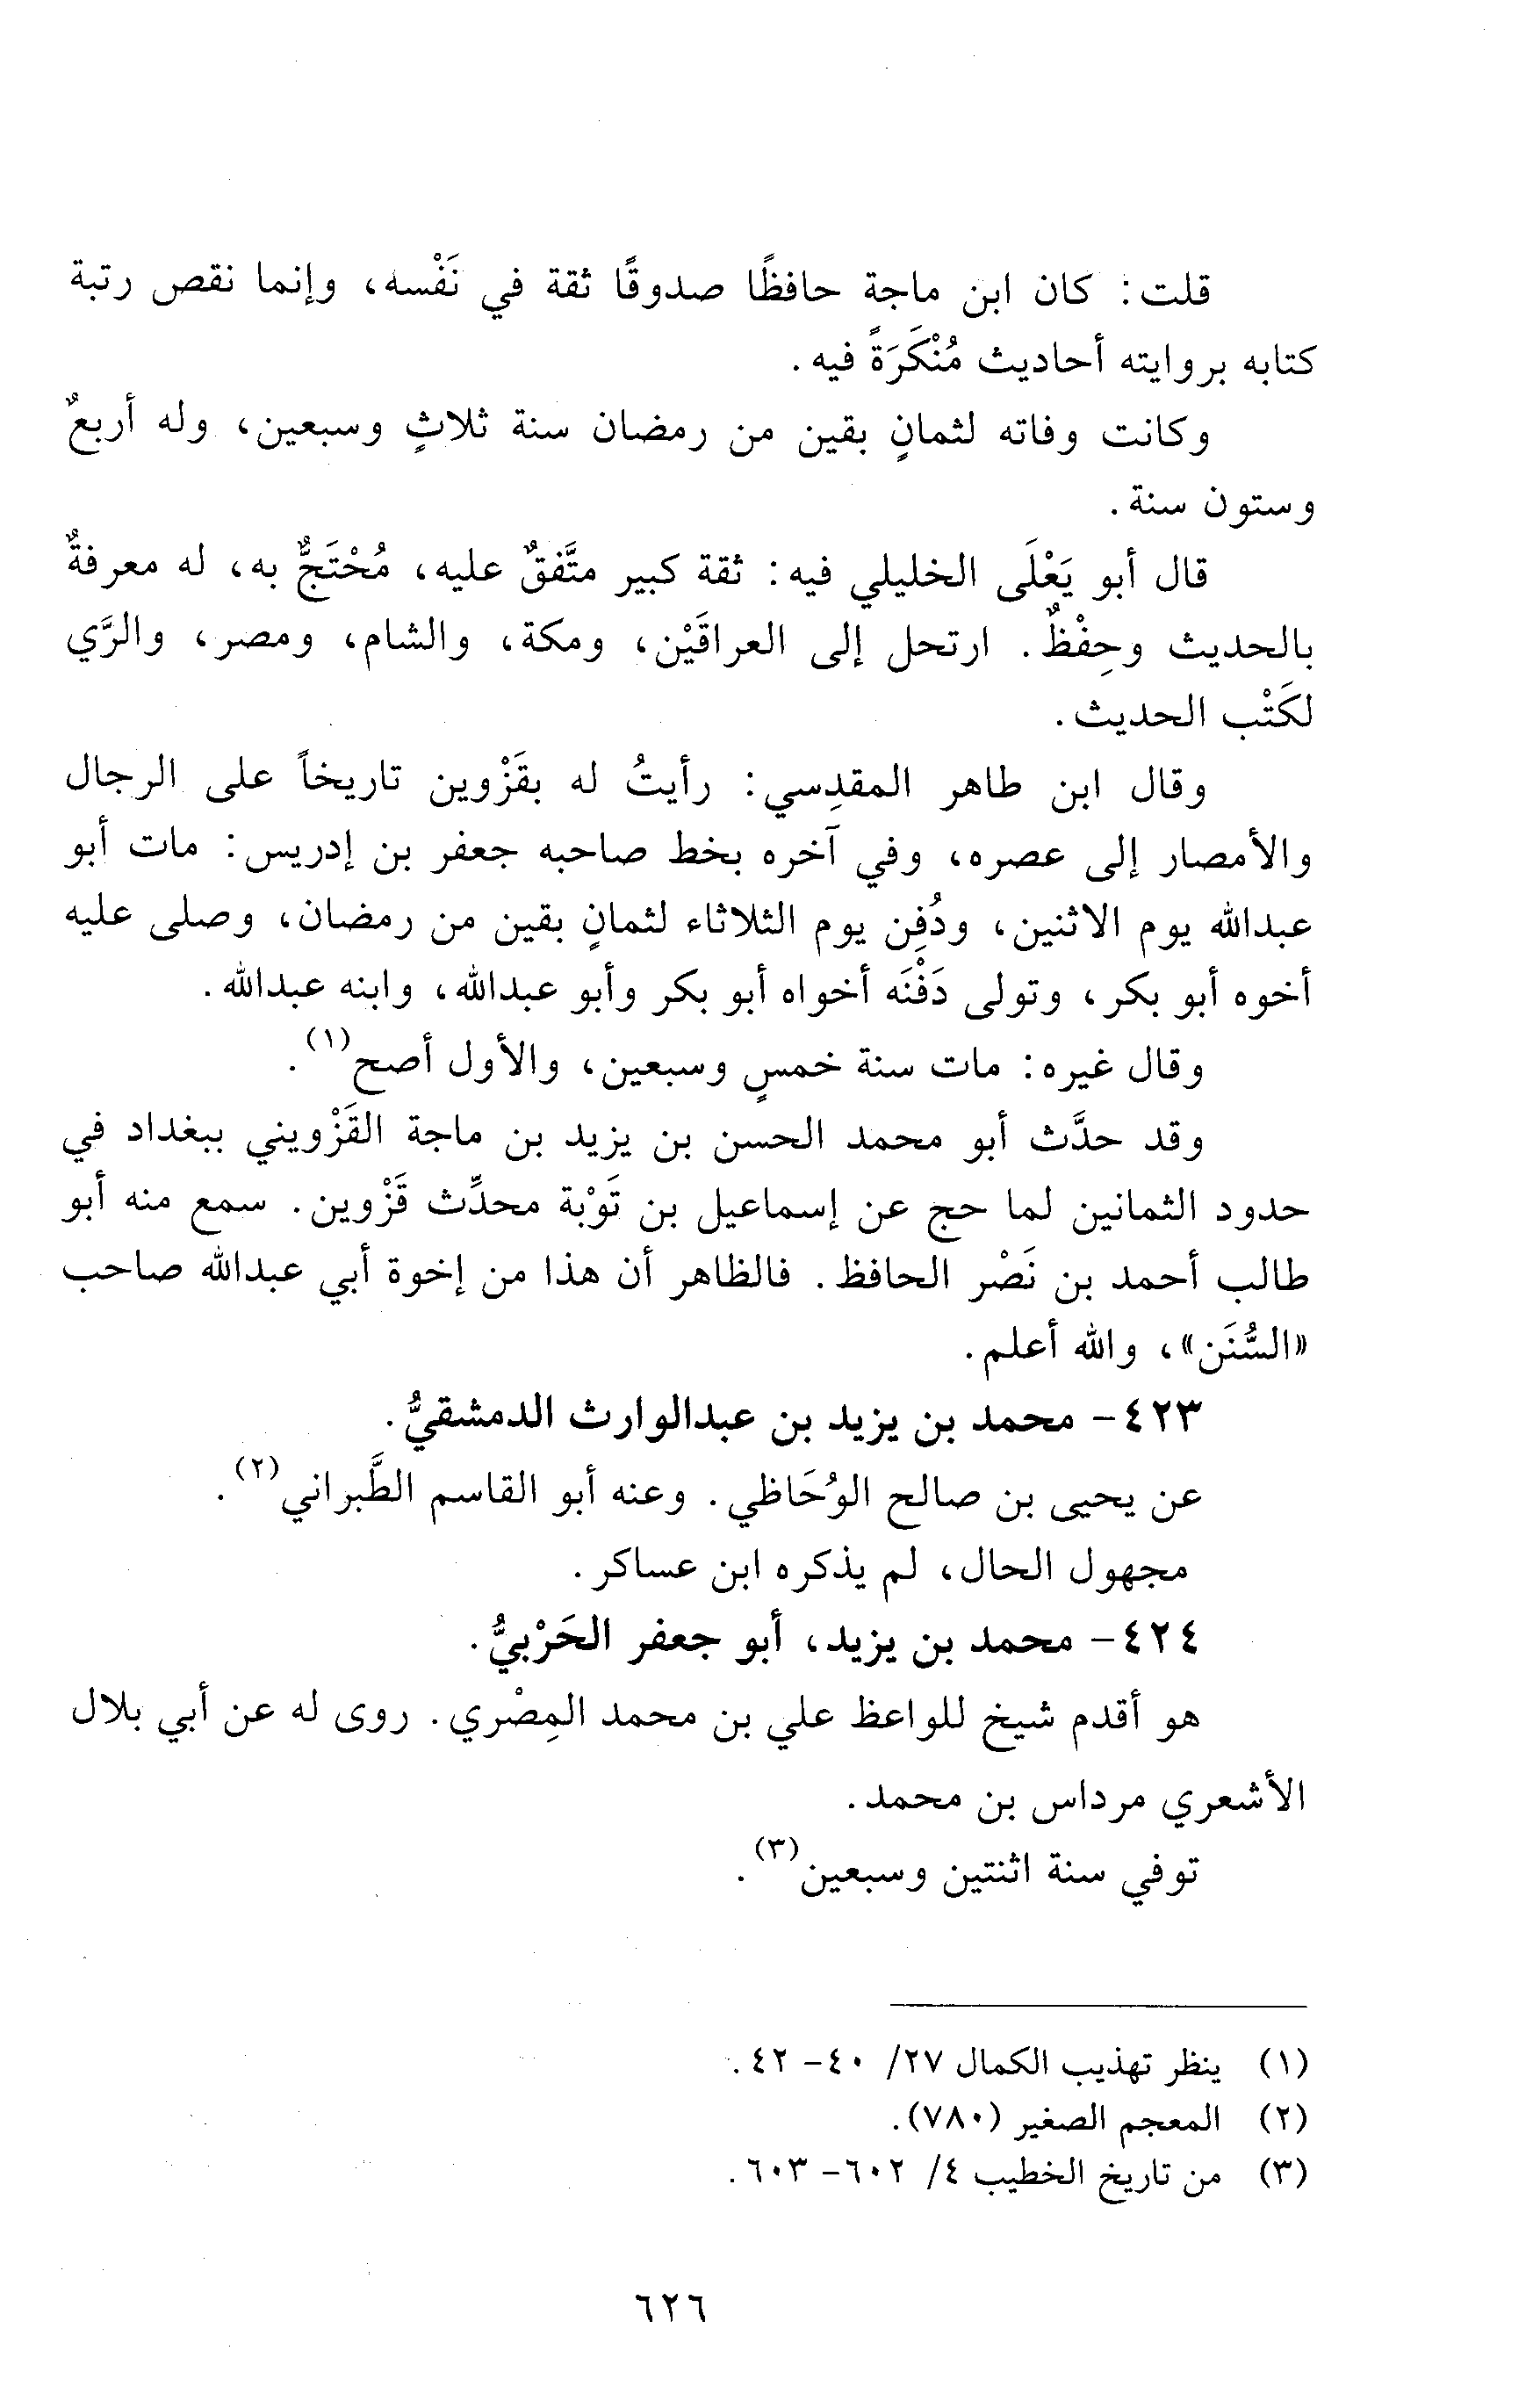 قلت: كان ابن ماجة حافظًا صدوقًا ثقة في نَفْسه، وإنما نقص رتبة
كتابه بروايته أحاديث مُنْكَرَةً فيه.
وكانت وفاته لثمانٍ بقين من رمضان سنة ثلاثٍ وسبعين، وله أربعٌ
وستون سنة.
قال أبو يَعْلَى الخليلي فيه: ثقة كبير متَّفقٌ عليه، مُحْتَجٌّ به، له معرفةٌ
بالحديث وحِفْظٌ. ارتحل إلى العراقَيْن، ومكة، والشام، ومصر، والرَّي
لكَتْب الحديث.
وقال ابن طاهر المقدِسي: رأيتُ له بقَزْوين تاريخاً على الرجال
والأمصار إلى عصره، وفي آخره بخط صاحبه جعفر بن إدريس: مات أبو
عبدالله يوم الاثنين، ودُفِن يوم الثلاثاء لثمانٍ بقين من رمضان، وصلى عليه
أخوه أبو بكر، وتولى دَفْنَه أخواه أبو بكر وأبو عبدالله، وابنه عبدالله.
وقال غيره: مات سنة خمسٍ وسبعين، والأول أصح(١).
وقد حدَّث أبو محمد الحسن بن يزيد بن ماجة القَزْويني ببغداد في
حدود الثمانين لما حج عن إسماعيل بن تَوْبة محدِّث قَزْوين. سمع منه أبو
طالب أحمد بن نَصْر الحافظ. فالظاهر أن هذا من إخوة أبي عبدالله صاحب
«السُّنَن»، والله أعلم.
٤٢٣- محمد بن يزيد بن عبدالوارث الدمشقيُّ.
عن يحيى بن صالح الوُحَاظي. وعنه أبو القاسم الطَّبراني(٢).
مجهول الحال، لم يذكره ابن عساكر.
٤٢٤- محمد بن يزيد، أبو جعفر الحَرْبيُّ.
هو أقدم شيخ للواعظ علي بن محمد المِصْري. روى له عن أبي بلال
الأشعري مرداس بن محمد.
توفي سنة اثنتين وسبعين(٣).
(١) ينظر تهذيب الكمال ٢٧/ ٤٠- ٤٢.
(٢) المعجم الصغير (٧٨٠).
(٣) من تاريخ الخطيب ٤/ ٦٠٢- ٦٠٣.
٦٢٦